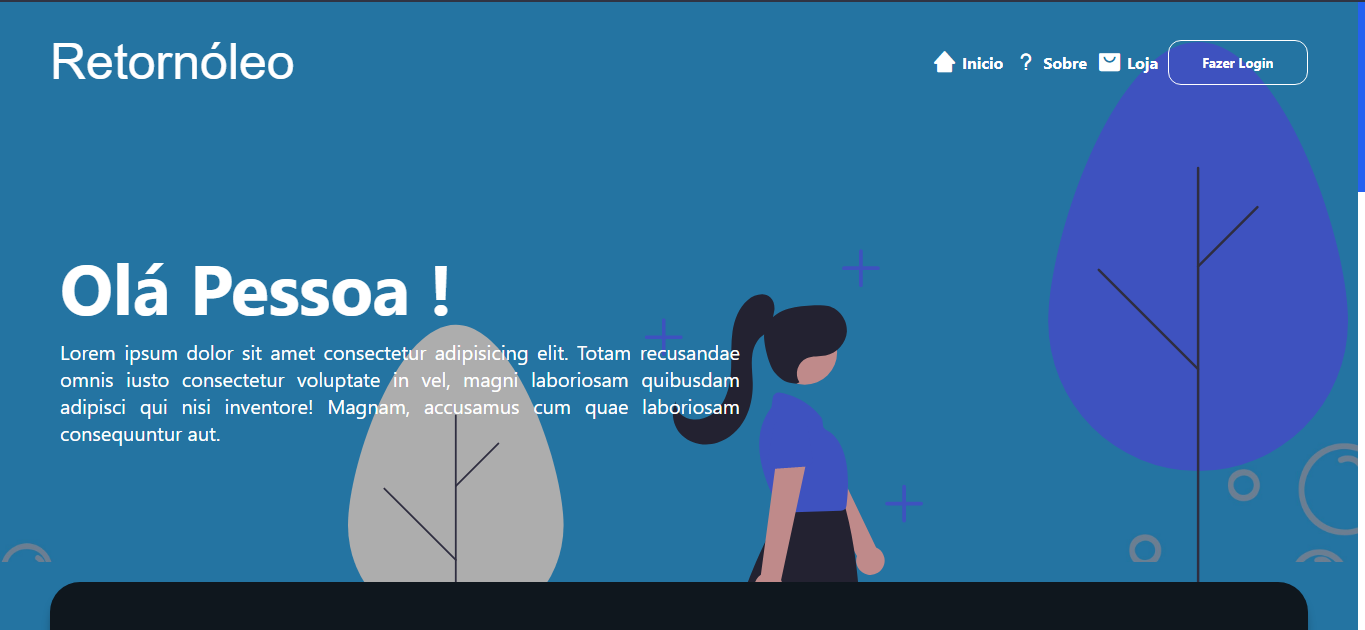 Retornóleo
Inicio
? Sobre
Loja
Fazer Login
Olá Pessoa !
Lorem ipsum dolor sit amet consectetur adipisicing elit. Totam recusandae
omnis iusto consectetur voluptate in vel, magni laboriosam quibusdam
adipisci qui nisi inventore! Magnam, accusamus cum quae laboriosam
consequuntur aut.